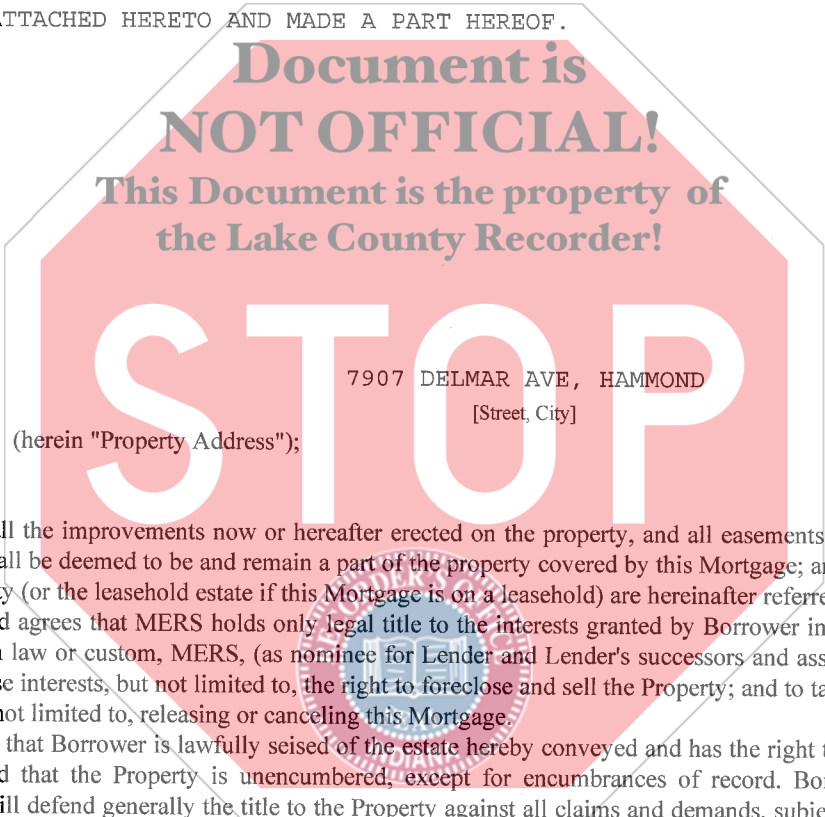 ATTACHED HERETO AND MADE A PART HEREOF.
Document is
NOT OFFICIAL!
This Document is the property of
the Lake County Recorder!
STOP
7907 DELMAR AVE, HAMMOND
[Street, City]
(herein "Property Address");
ll the improvements now or hereafter erected on the property, and all easements
all be deemed to be and remain a part of the property covered by this Mortgage; an
y (or the leasehold estate if this Mortgage is on a leasehold) are hereinafter referre
d agrees that MERS holds only legal title to the interests granted by Borrower in
law or custom, MERS, (as nominee for Lender and Lender's successors and ass
se interests, but not limited to, the right to foreclose and sell the Property; and to ta
not limited to, releasing or canceling this Mortgage.
that Borrower is lawfully seised of the estate hereby conveyed and has the right t
d that the Property is unencumbered, except for encumbrances of record. Bo
ill defend generally the title to the Property against all claims and demands, subje
RECORDER'S OFFICE
INDIANA